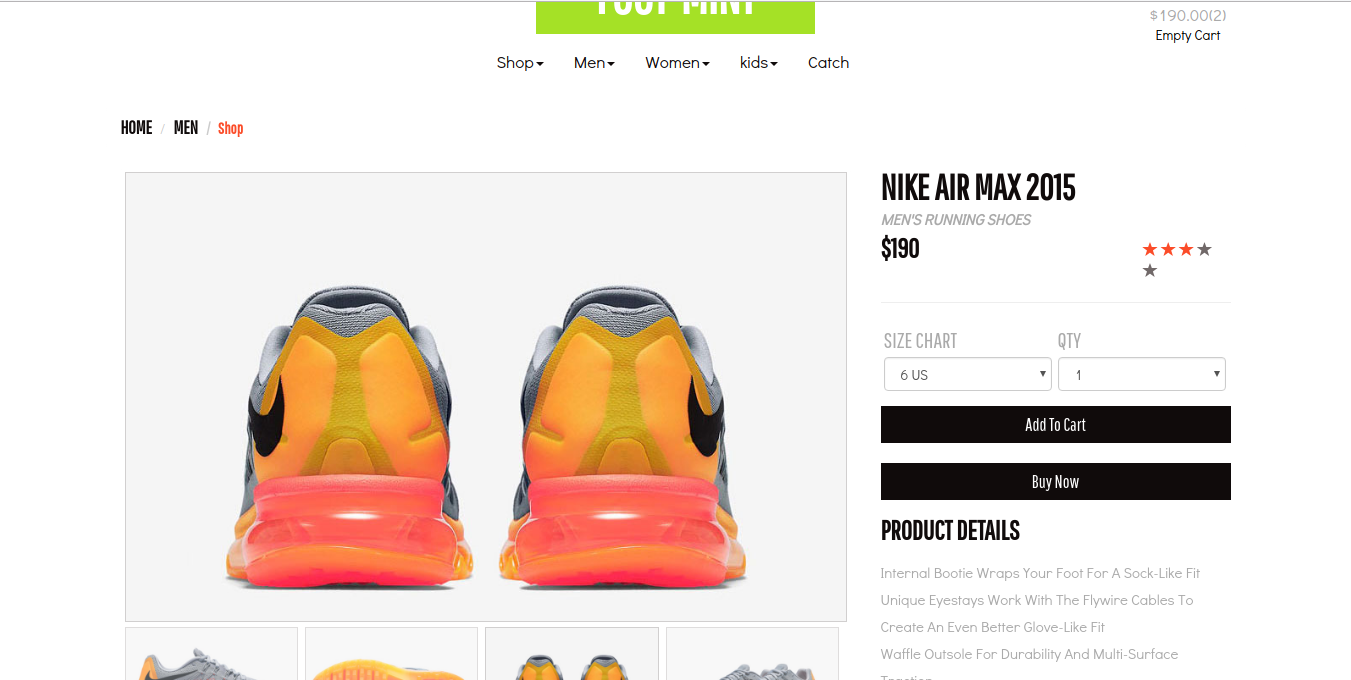 $190.00(2)
Empty Cart
Shop Men Women kids Catch
HOME / MEN / Shop
NIKE AIR MAX 2015
MEN'S RUNNING SHOES
$190
SIZE CHART QTY
6 US 1
Add To Cart
Buy Now
PRODUCT DETAILS
Internal Bootie Wraps Your Foot For A Sock-Like Fit
Unique Eyestays Work With The Flywire Cables To
Create An Even Better Glove-Like Fit
Waffle Outsole For Durability And Multi-Surface